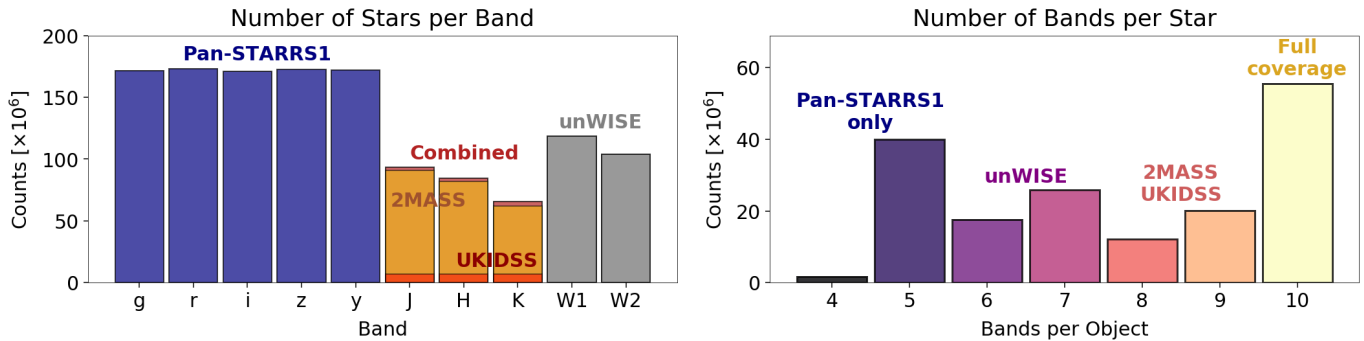 Number of Stars per Band
Counts [×10⁶]
200
150
100
50
0
Pan-STARRS1
Combined
2MASS
UKIDSS
unWISE
g r i z y J H K W1 W2
Band
Number of Bands per Star
Counts [×10⁶]
60
40
20
0
Pan-STARRS1
only
unWISE
2MASS
UKIDSS
Full
coverage
4 5 6 7 8 9 10
Bands per Object